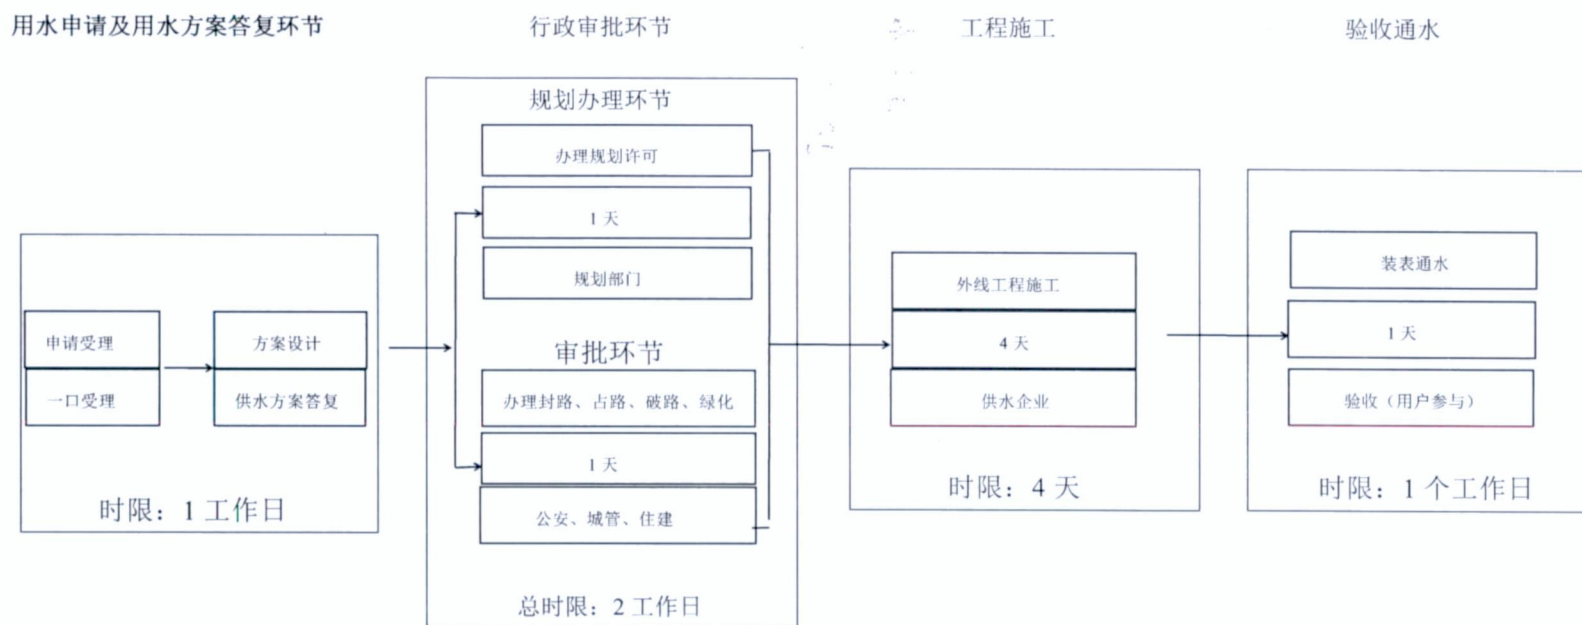 用水申请及用水方案答复环节
申请受理
一口受理
方案设计
供水方案答复
时限：1 工作日
行政审批环节
规划办理环节
办理规划许可
1 天
规划部门
审批环节
办理封路、占路、破路、绿化
1 天
公安、城管、住建
总时限：2 工作日
工程施工
外线工程施工
4 天
供水企业
时限：4 天
验收通水
装表通水
1 天
验收（用户参与）
时限：1 个工作日